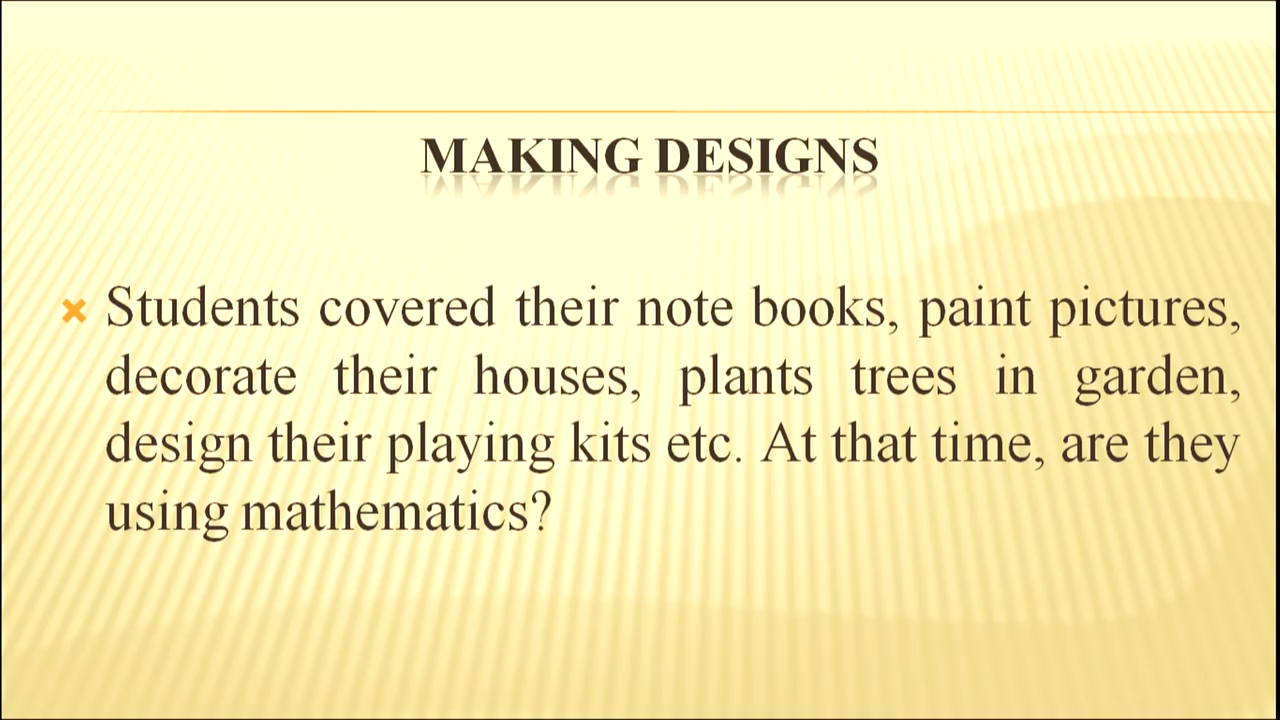 MAKING DESIGNS
Students covered their note books, paint pictures,
decorate their houses, plants trees in garden,
design their playing kits etc. At that time, are they
using mathematics?